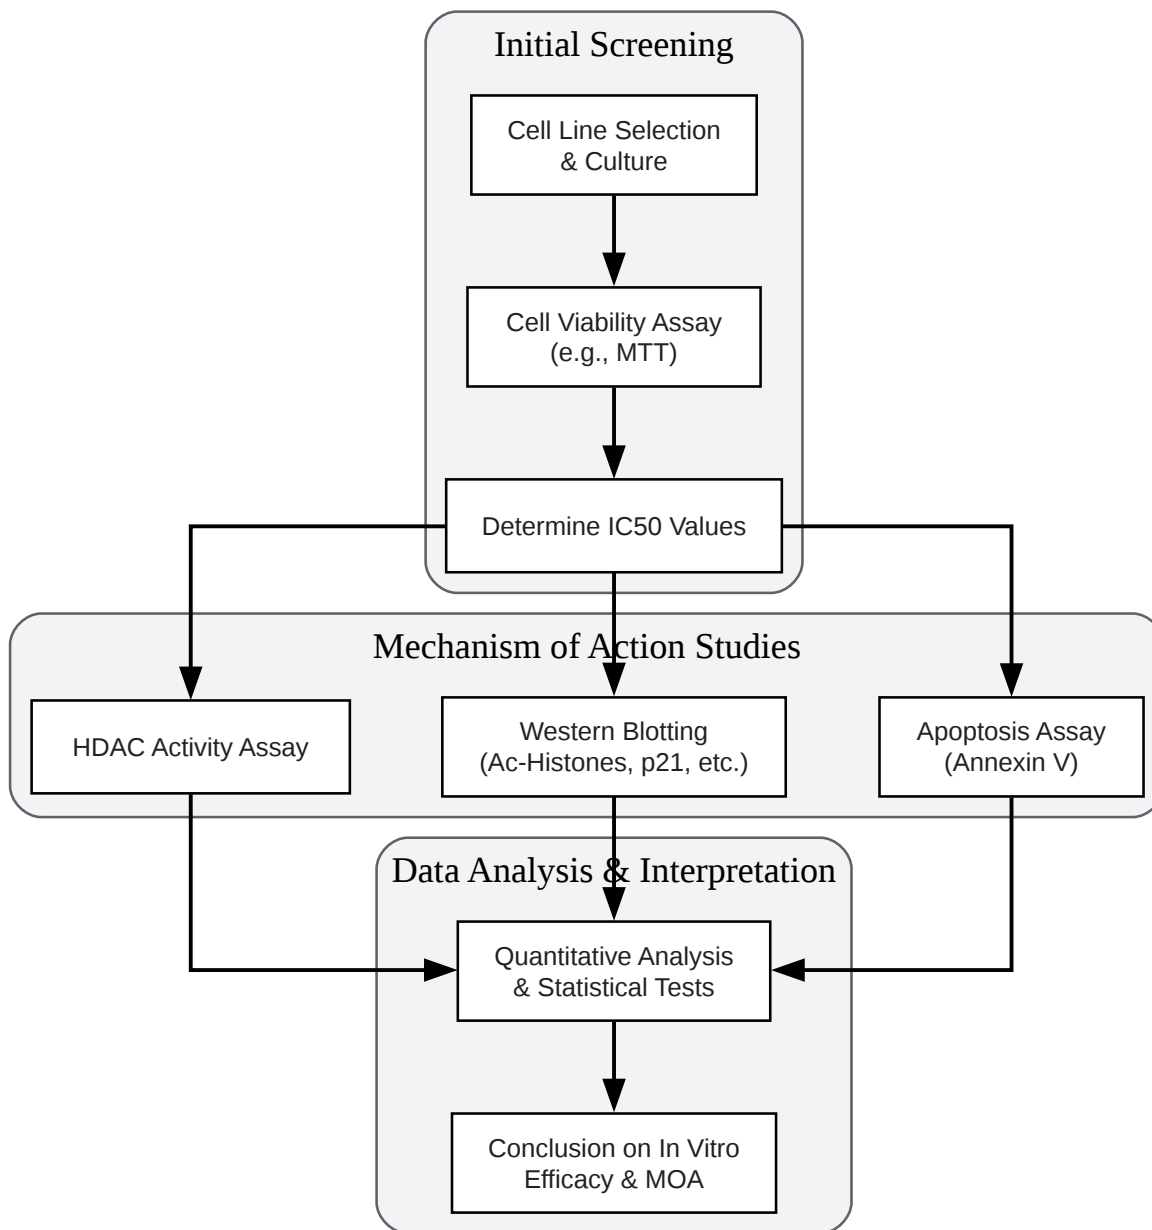 Initial Screening
Cell Line Selection
& Culture
Cell Viability Assay
(e.g., MTT)
Determine IC50 Values
Mechanism of Action Studies
HDAC Activity Assay
Western Blotting
(Ac-Histones, p21, etc.)
Apoptosis Assay
(Annexin V)
Data Analysis & Interpretation
Quantitative Analysis
& Statistical Tests
Conclusion on In Vitro
Efficacy & MOA